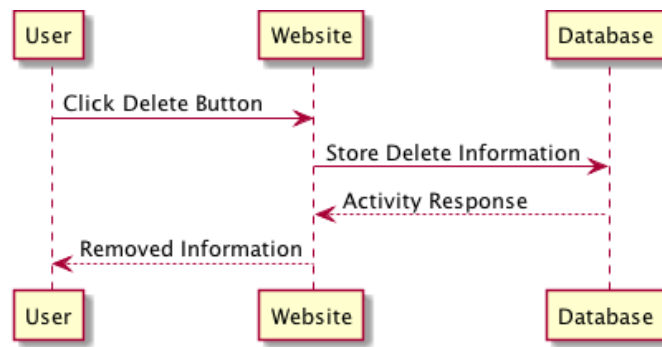 User
Website
Database
Click Delete Button
Store Delete Information
Activity Response
Removed Information
User
Website
Database